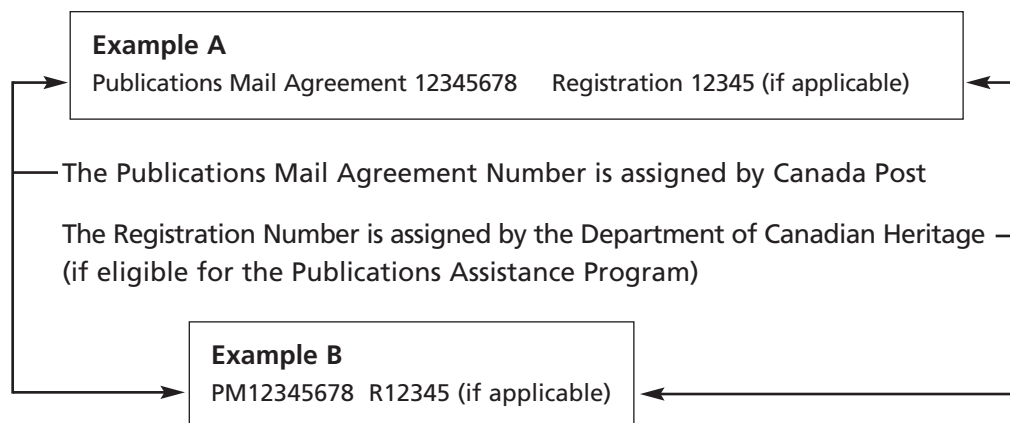 Example A
Publications Mail Agreement 12345678 Registration 12345 (if applicable)
The Publications Mail Agreement Number is assigned by Canada Post
The Registration Number is assigned by the Department of Canadian Heritage
(if eligible for the Publications Assistance Program)
Example B
PM12345678 R12345 (if applicable)